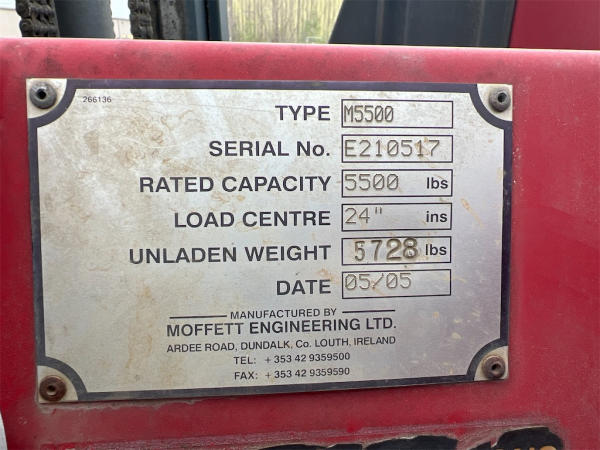 266136
TYPE M5500
SERIAL No. E210517
RATED CAPACITY 5500 lbs
LOAD CENTRE 24" ins
UNLADEN WEIGHT 5728 lbs
DATE 05/05
MANUFACTURED BY
MOFFETT ENGINEERING LTD.
ARDEE ROAD, DUNDALK, Co. LOUTH, IRELAND
TEL: +353 42 9359500
FAX: +353 42 9359590